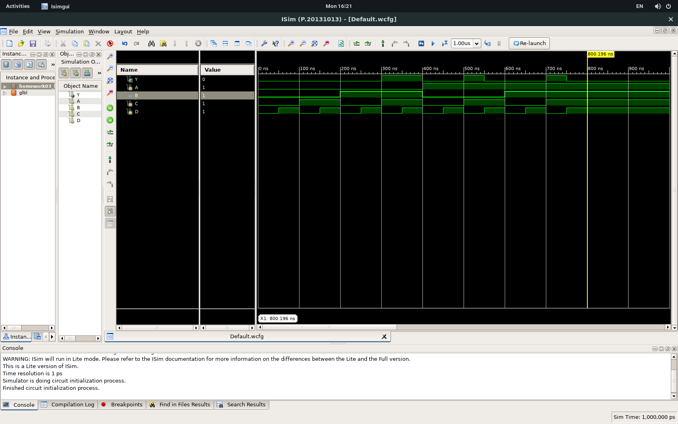 Activities
isimgui
Mon 16:21
EN
ISim (P.20131013) - [Default.wcfg]
File Edit View Simulation Window Layout Help
1.00us
Re-launch
Instanc...
Obj...
Simulation O...
Instance and Proce
Object Name
homework03
glbl
Y
A
B
C
D
Name
Value
Y
0
A
1
B
1
C
1
D
1
800.196 ns
0 ns
100 ns
200 ns
300 ns
400 ns
500 ns
600 ns
700 ns
800 ns
900 ns
X1: 800.196 ns
Instan...
Default.wcfg
Console
WARNING: ISim will run in Lite mode. Please refer to the ISim documentation for more information on the differences between the Lite and the Full version.
This is a Lite version of ISim.
Time resolution is 1 ps
Simulator is doing circuit initialization process.
Finished circuit initialization process.
Console
Compilation Log
Breakpoints
Find in Files Results
Search Results
Sim Time: 1,000,000 ps